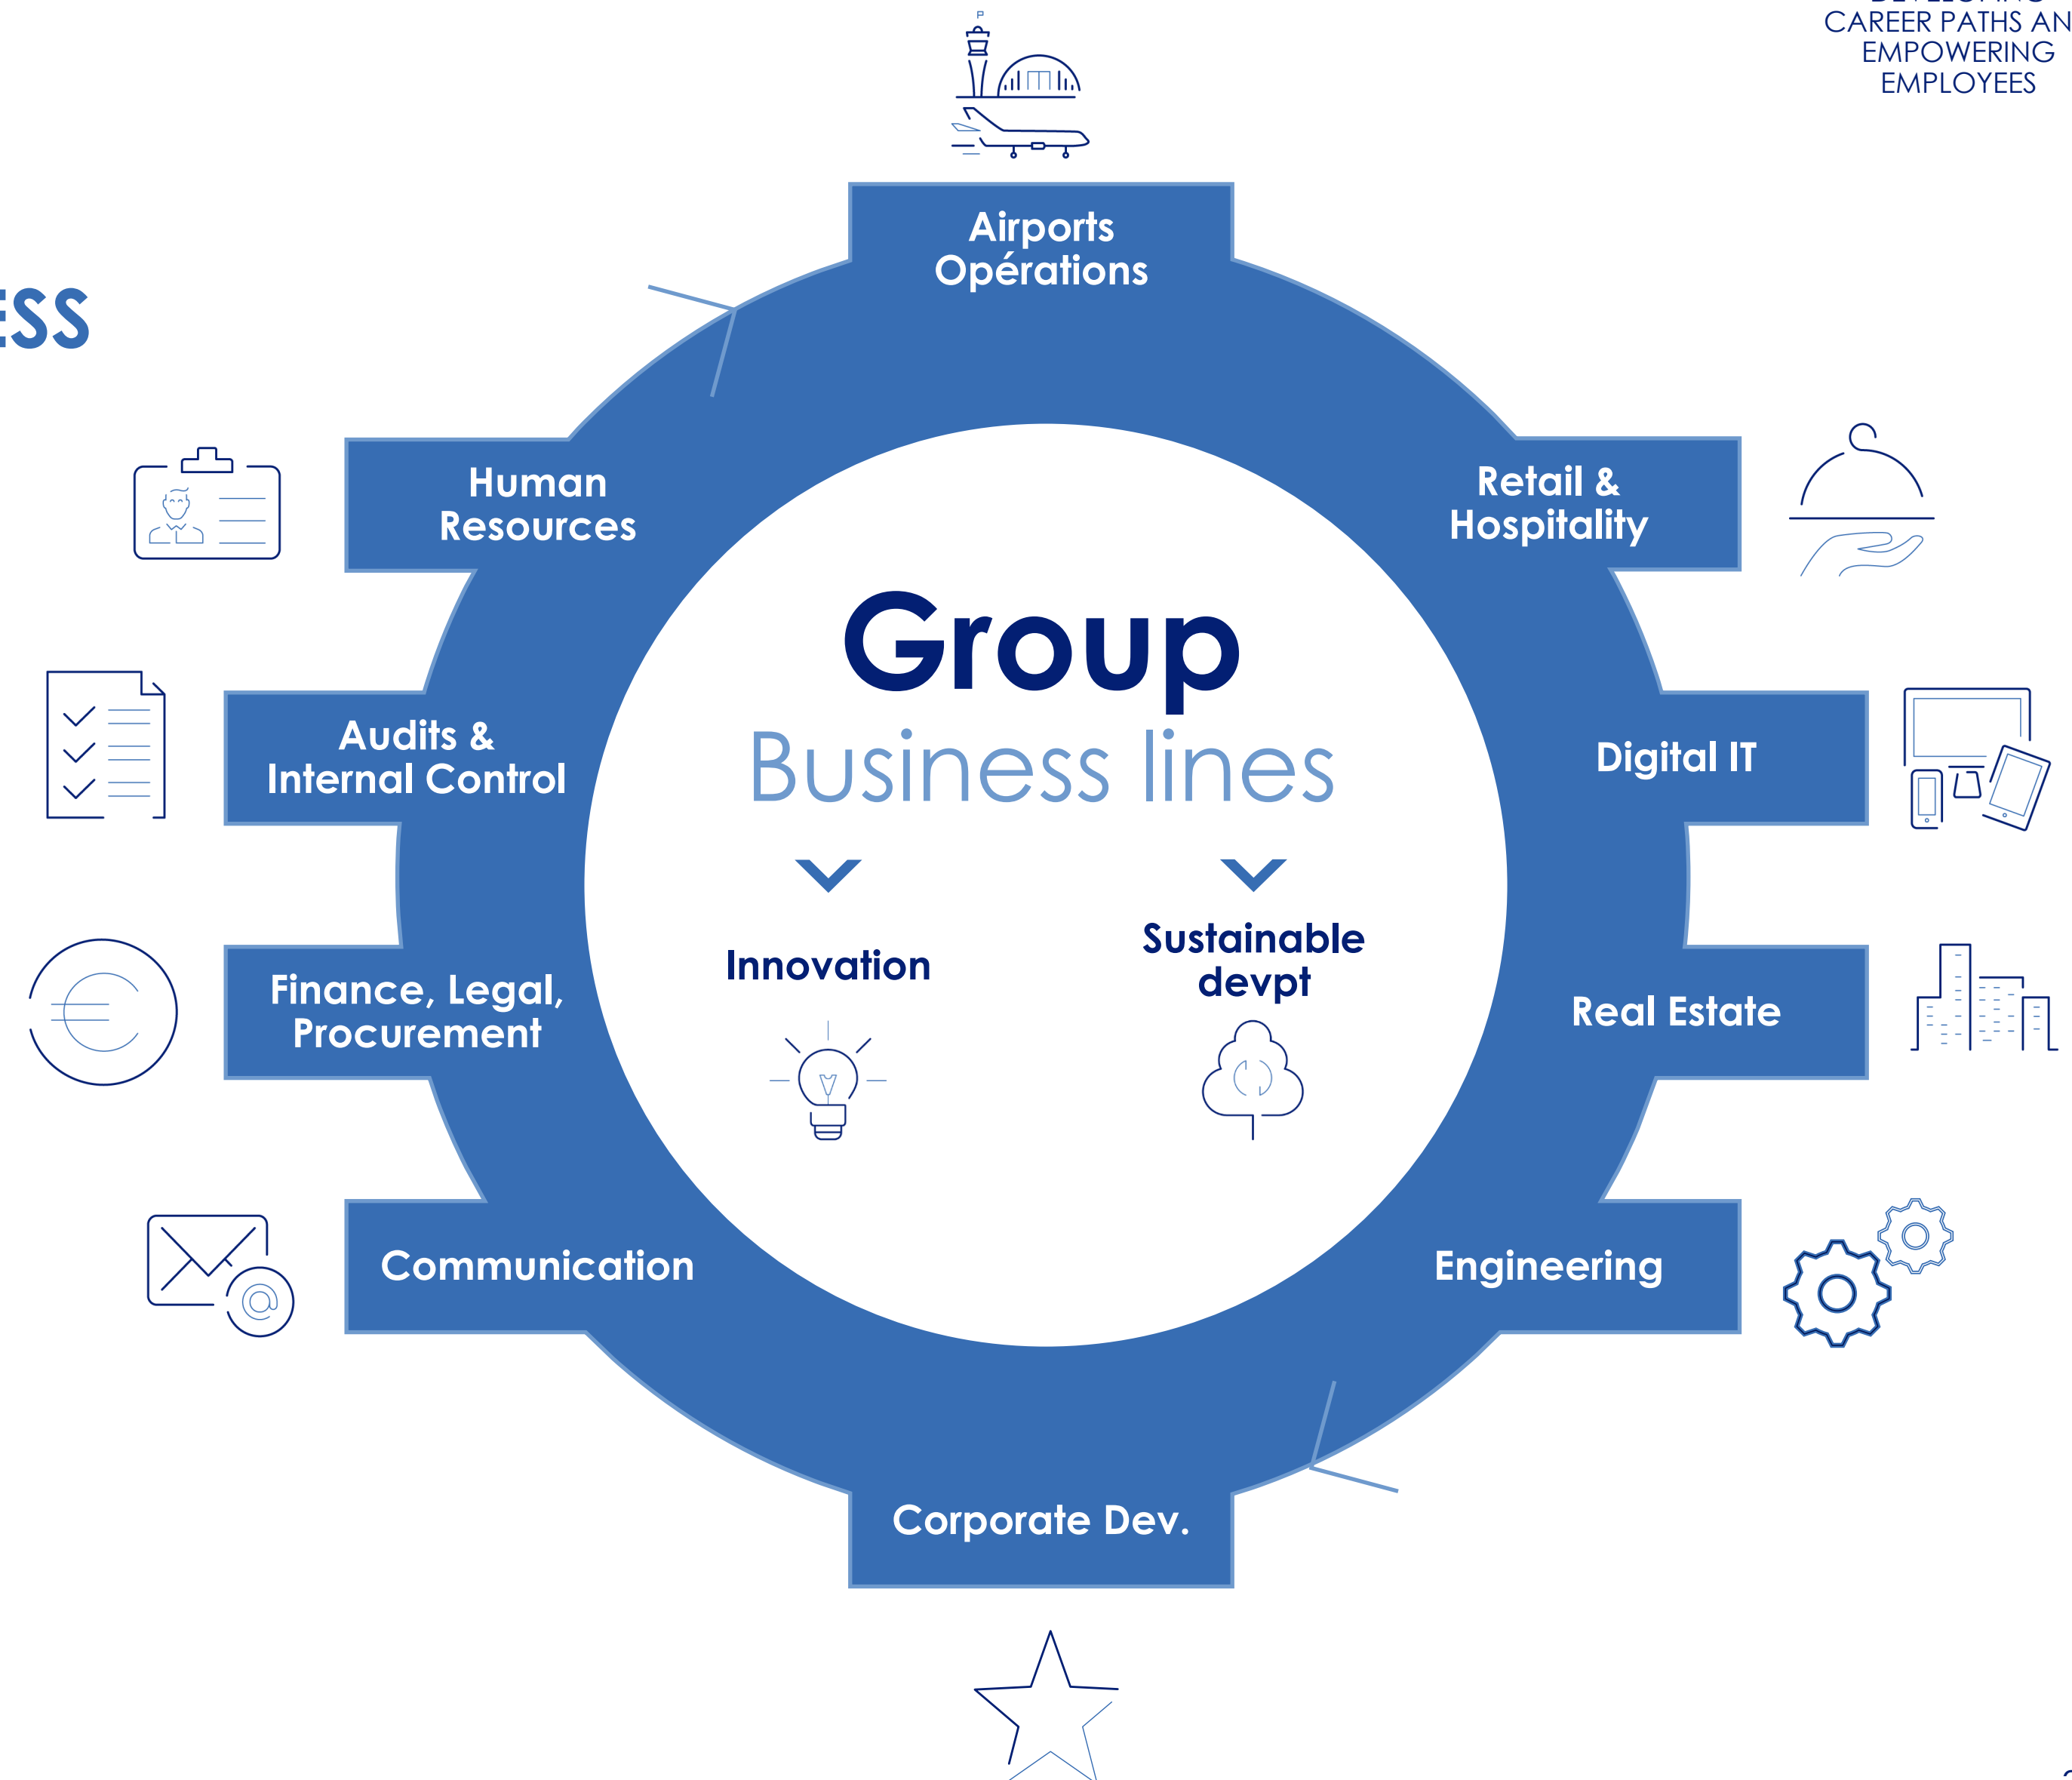 CAREER PATHS AN
EMPOWERING
EMPLOYEES
ESS
Airports
Opérations
Human
Resources
Retail &
Hospitality
Group
Business lines
Audits &
Internal Control
Digital IT
Innovation
Sustainable
devpt
Finance, Legal,
Procurement
Real Estate
@
Communication
Engineering
Corporate Dev.